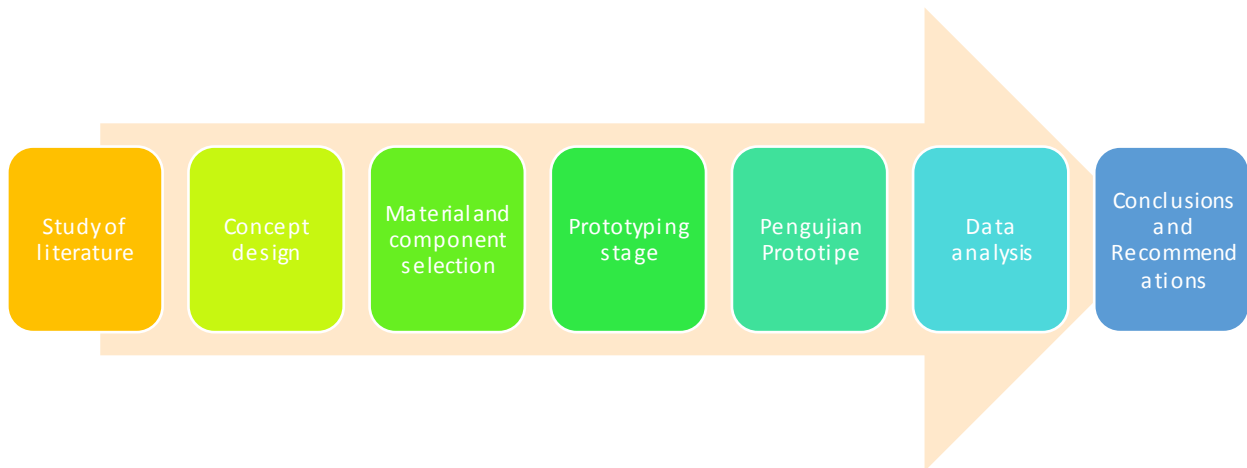 Study of
literature
Concept
design
Material and
component
selection
Prototyping
stage
Pengujian
Prototipe
Data
analysis
Conclusions
and
Recommend
ations